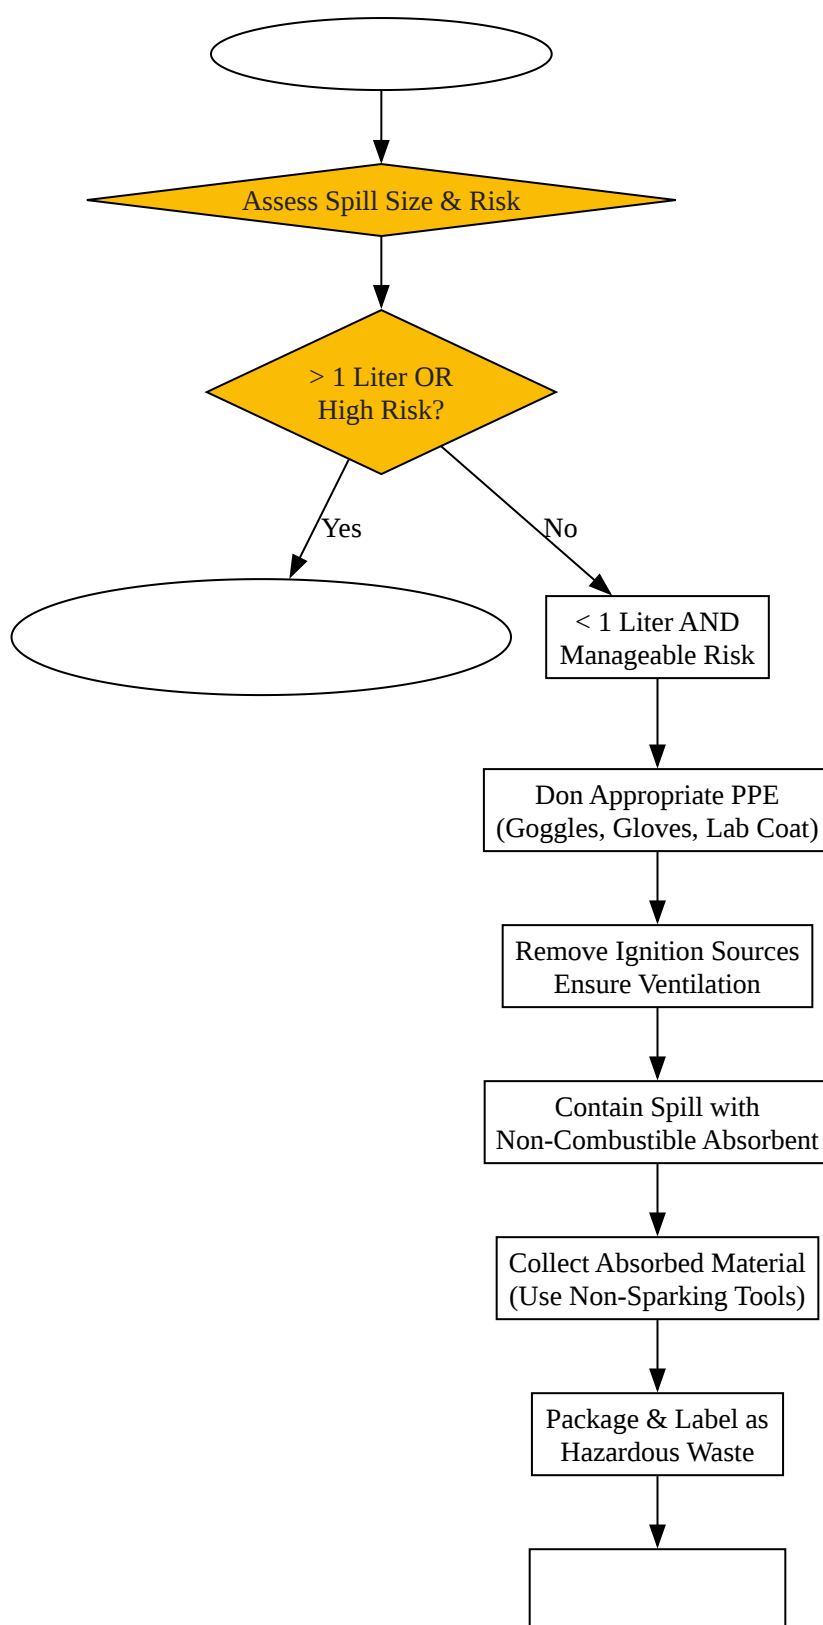 Assess Spill Size & Risk
> 1 Liter OR
High Risk?
Yes
No
< 1 Liter AND
Manageable Risk
Don Appropriate PPE
(Goggles, Gloves, Lab Coat)
Remove Ignition Sources
Ensure Ventilation
Contain Spill with
Non-Combustible Absorbent
Collect Absorbed Material
(Use Non-Sparking Tools)
Package & Label as
Hazardous Waste